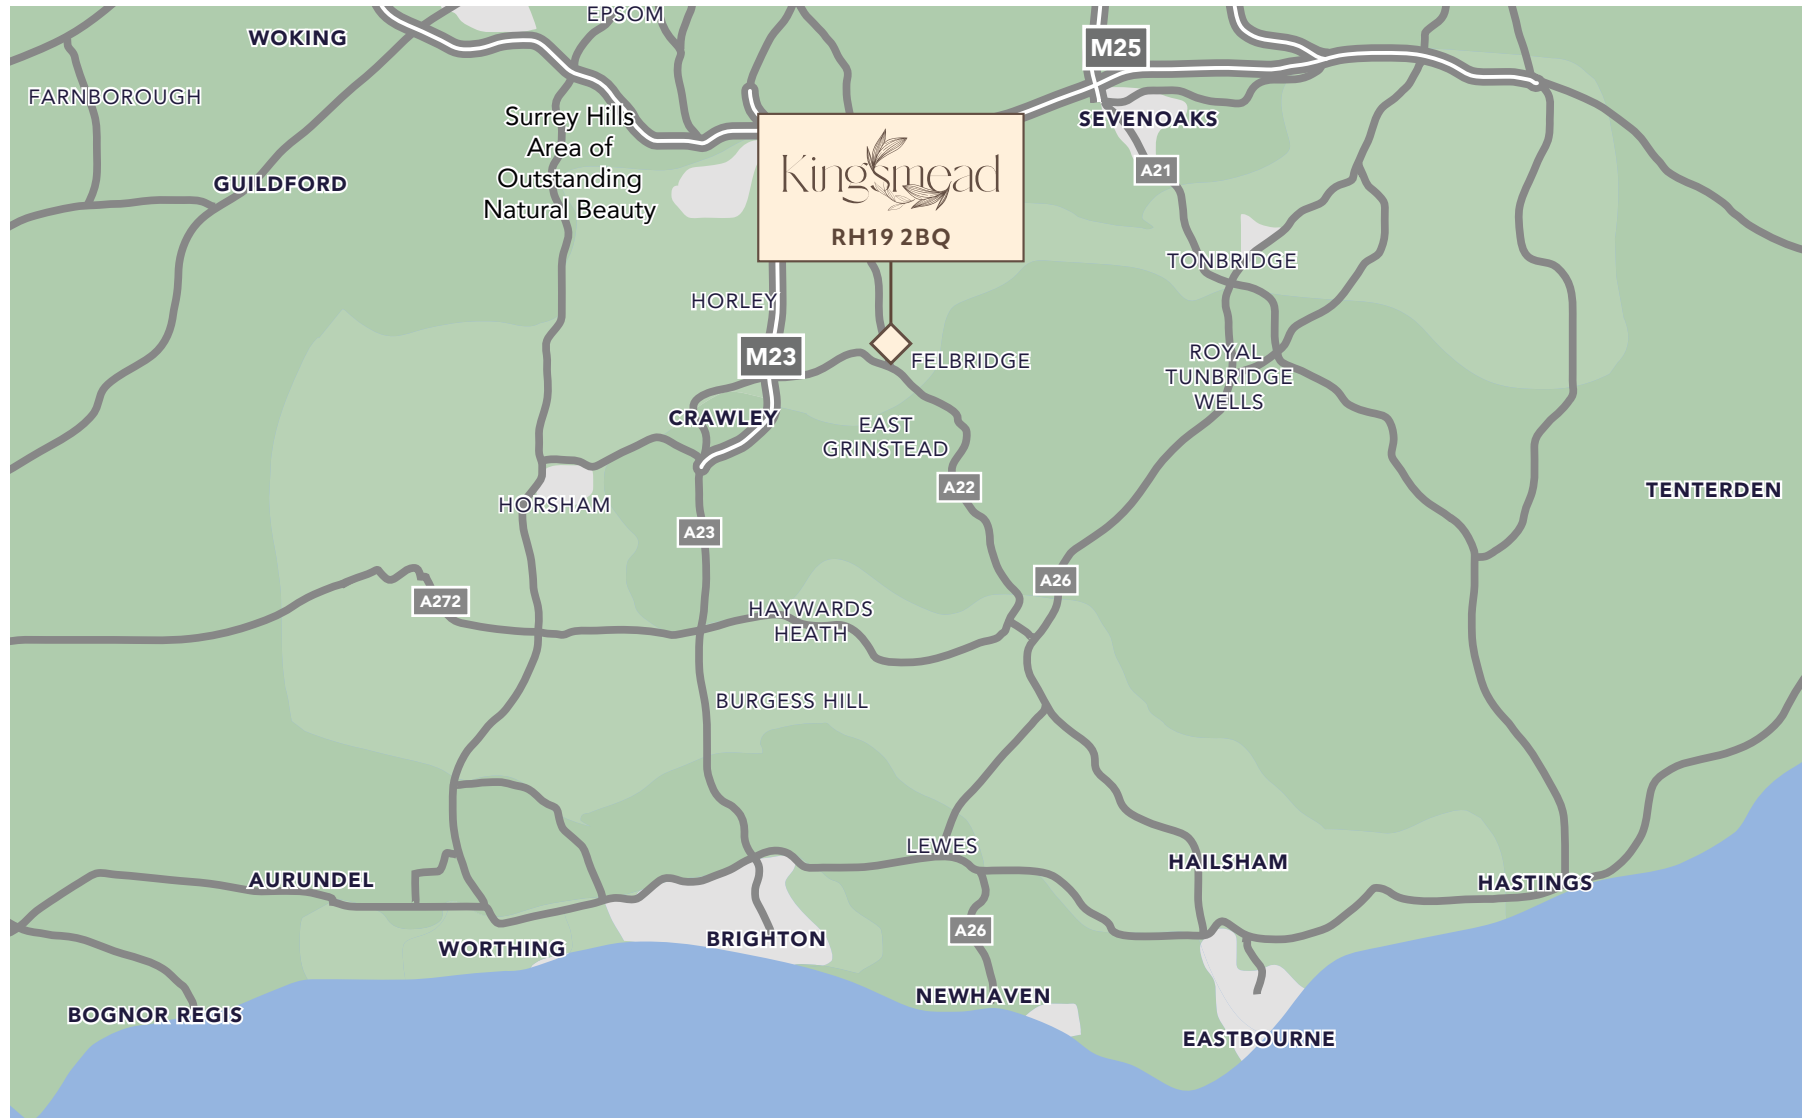 EPSOM
WOKING
M25
FARNBOROUGH
Surrey Hills
Area of
Outstanding
Natural Beauty
SEVENOAKS
A21
GUILDFORD
Kingsmead
RH19 2BQ
TONBRIDGE
HORLEY
M23
FELBRIDGE
ROYAL
TUNBRIDGE
WELLS
CRAWLEY
EAST
GRINSTEAD
A22
TENTERDEN
HORSHAM
A23
A26
A272
HAYWARDS
HEATH
BURGESS HILL
LEWES
HAILSHAM
AURUNDEL
HASTINGS
A26
BRIGHTON
WORTHING
NEWHAVEN
BOGNOR REGIS
EASTBOURNE